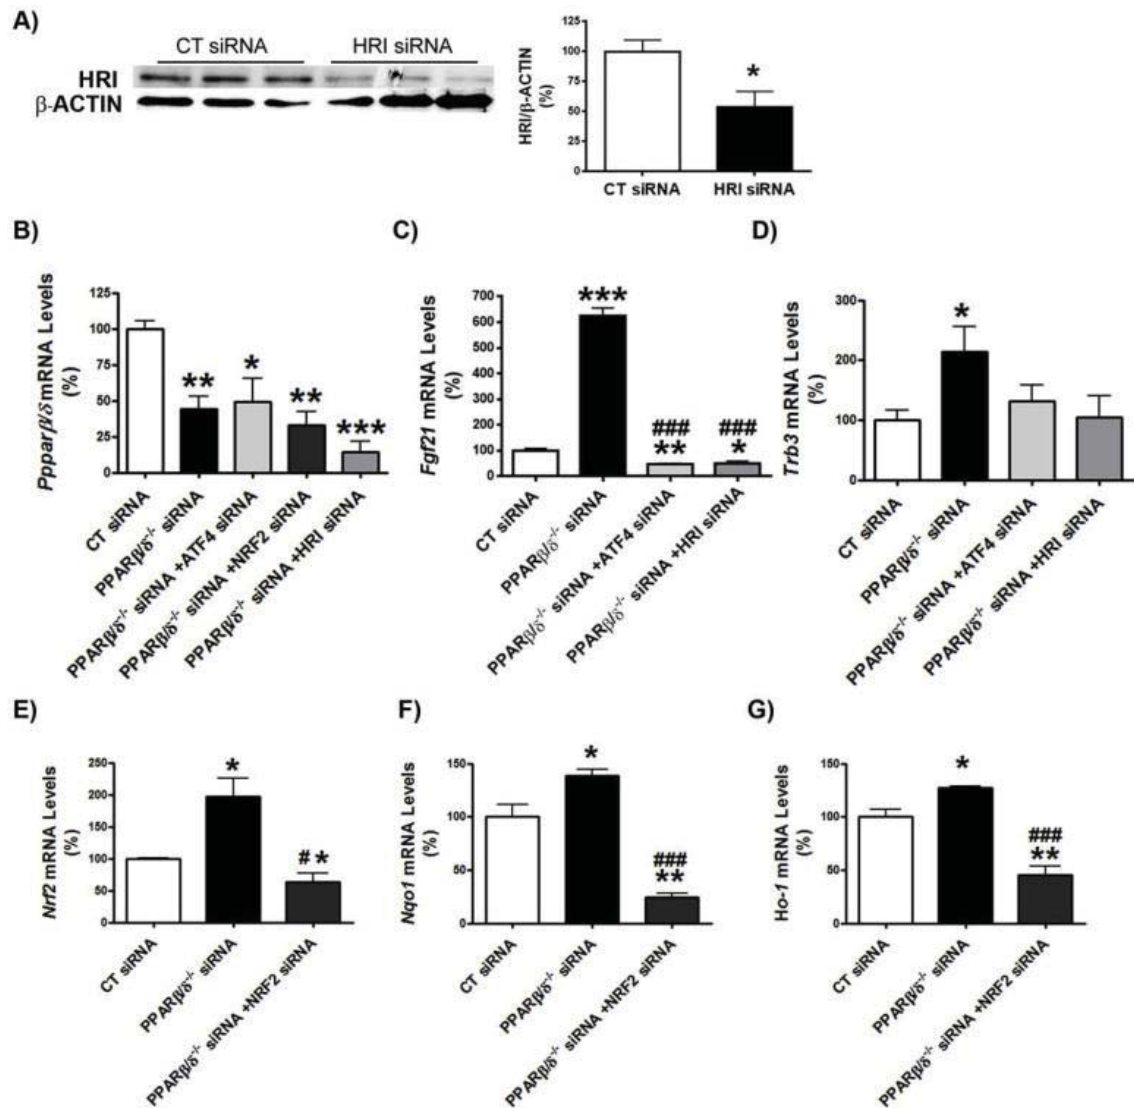 A)
CT siRNA HRI siRNA
HRI
β-ACTIN
HRI/β-ACTIN
(%)
125
100
75
50
25
0
*
CT siRNA HRI siRNA
B)
Pppar/β/δ mRNA Levels
(%)
125
100
75
50
25
0
** * ** ***
CT siRNA
PPARβ/δ-/- siRNA
PPARβ/δ-/- siRNA +ATF4 siRNA
PPARβ/δ-/- siRNA +NRF2 siRNA
PPARβ/δ-/- siRNA +HRI siRNA
C)
Fgf21 mRNA Levels
(%)
700
600
500
400
300
200
100
0
***
### ###
** *
CT siRNA
PPARβ/δ-/- siRNA
PPARβ/δ-/- siRNA +ATF4 siRNA
PPARβ/δ-/- siRNA +HRI siRNA
D)
Trb3 mRNA Levels
(%)
300
200
100
0
*
CT siRNA
PPARβ/δ-/- siRNA
PPARβ/δ-/- siRNA +ATF4 siRNA
PPARβ/δ-/- siRNA +HRI siRNA
E)
Nrf2 mRNA Levels
(%)
250
200
150
100
50
0
*
# *
CT siRNA
PPARβ/δ-/- siRNA
PPARβ/δ-/- siRNA +NRF2 siRNA
F)
Nqo1 mRNA Levels
(%)
150
100
50
0
*
###
**
CT siRNA
PPARβ/δ-/- siRNA
PPARβ/δ-/- siRNA +NRF2 siRNA
G)
Ho-1 mRNA Levels
(%)
150
100
50
0
*
###
**
CT siRNA
PPARβ/δ-/- siRNA
PPARβ/δ-/- siRNA +NRF2 siRNA